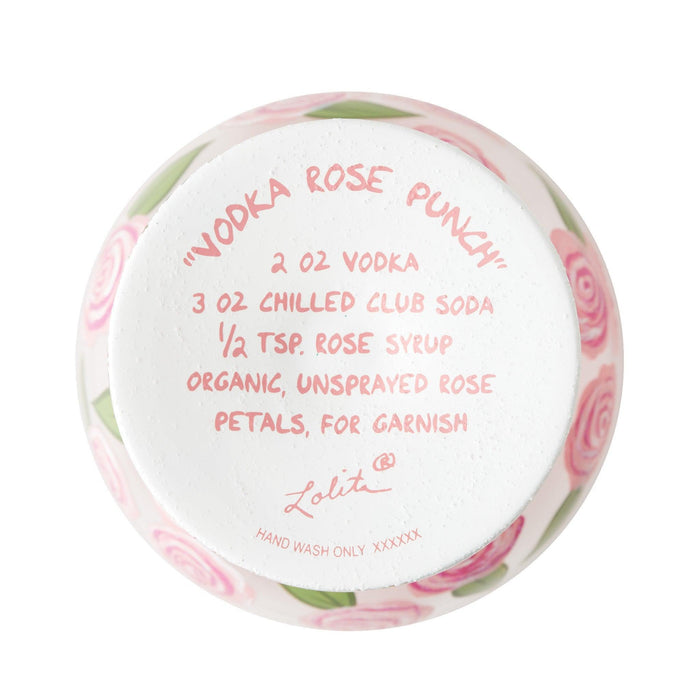 "VODKA ROSE PUNCH"
2 OZ VODKA
3 OZ CHILLED CLUB SODA
1/2 TSP. ROSE SYRUP
ORGANIC, UNSPRAYED ROSE
PETALS, FOR GARNISH
Lolita®
HAND WASH ONLY XXXXXX